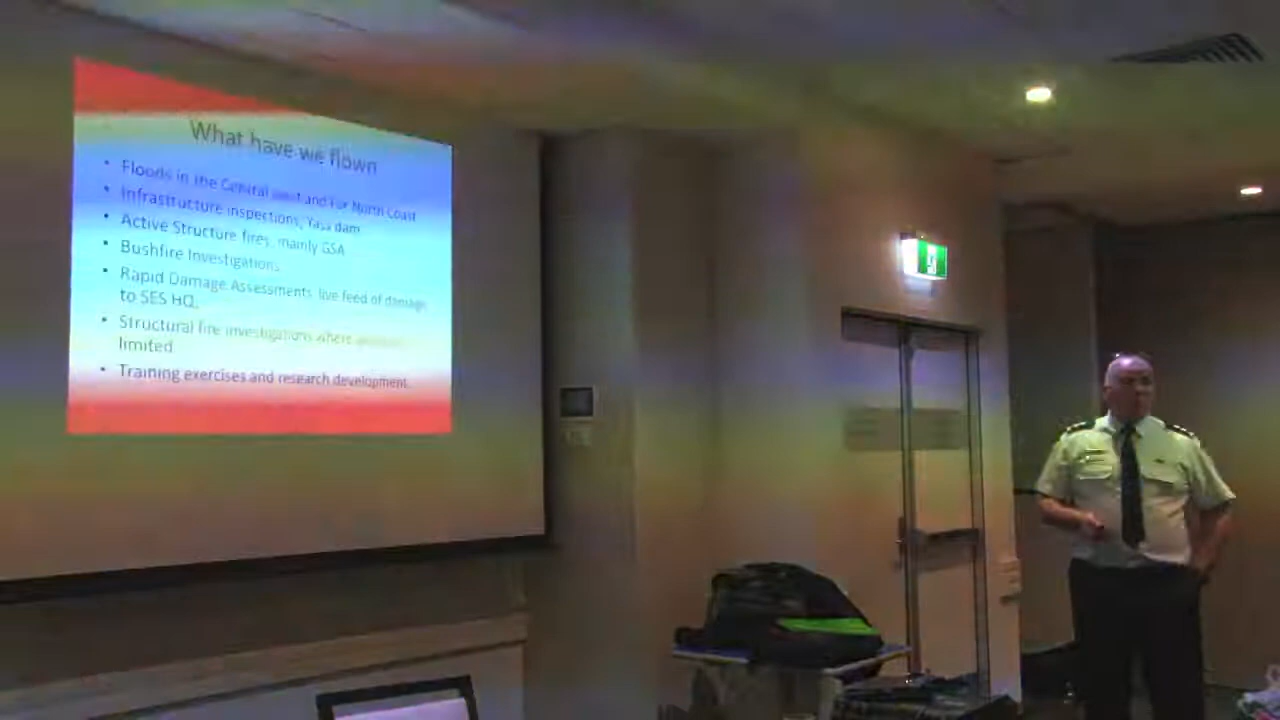 What have we flown
• Floods in the Central west and Far North Coast
• Infrastructure inspections, Yass dam
• Active Structure fires, mainly GSA
• Bushfire Investigations
• Rapid Damage Assessments live feed of damage
to SES HQ.
• Structural fire investigations where
limited
• Training exercises and research development.